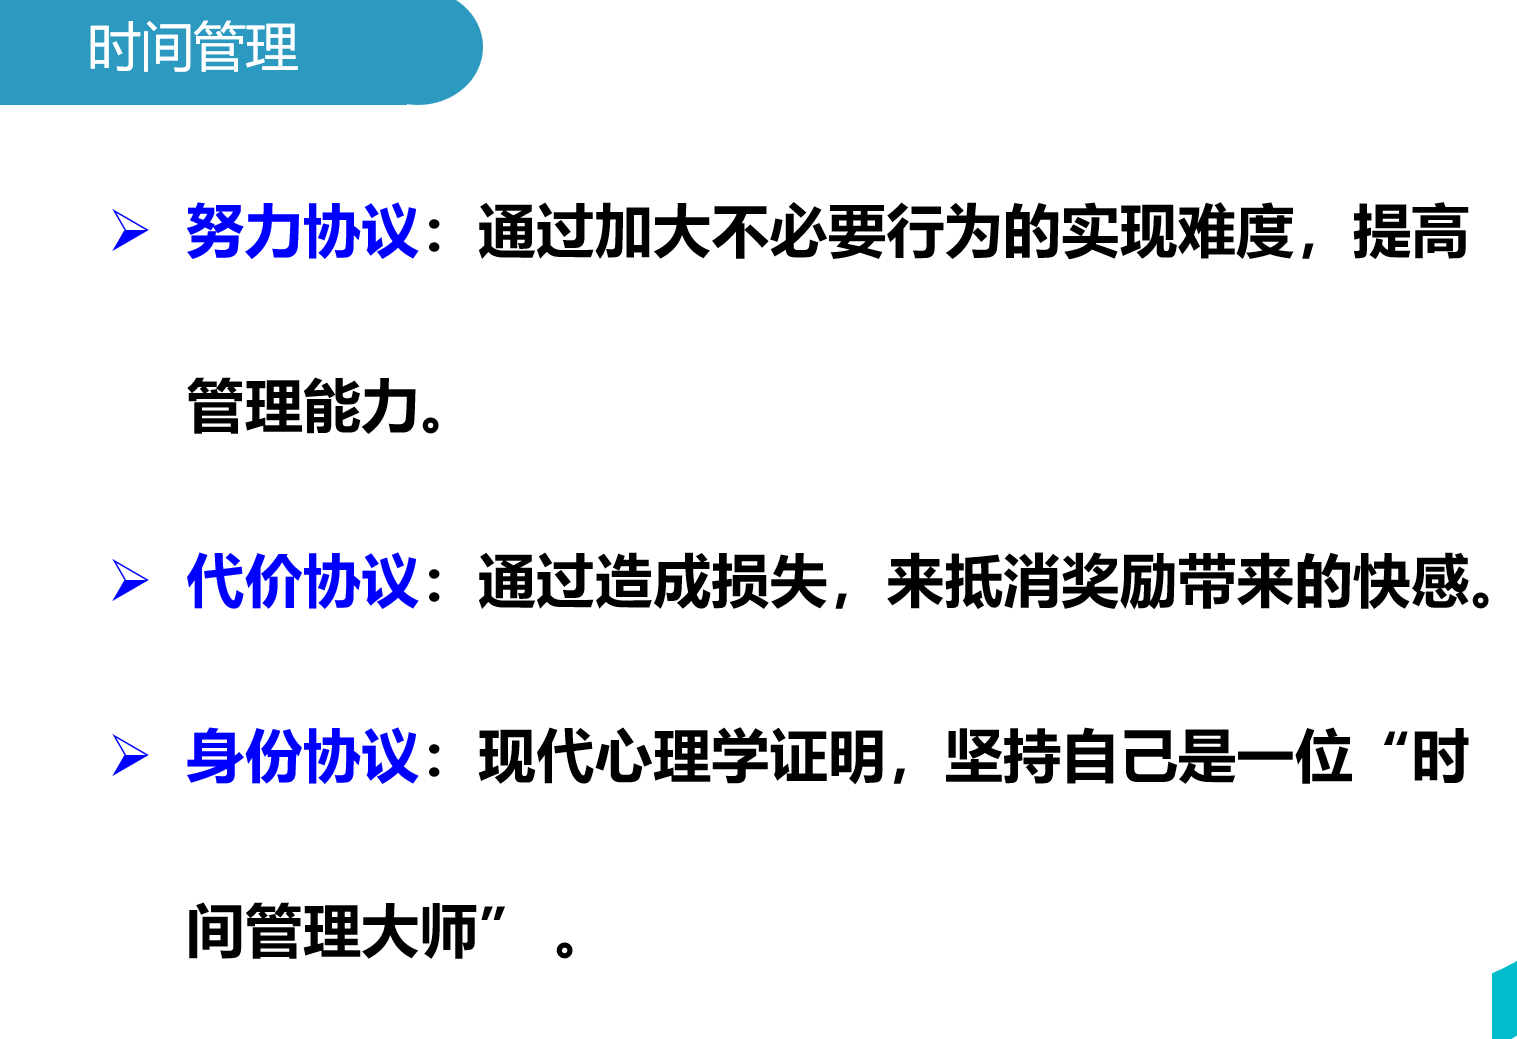 时间管理
努力协议：通过加大不必要行为的实现难度，提高
管理能力。
代价协议：通过造成损失，来抵消奖励带来的快感。
身份协议：现代心理学证明，坚持自己是一位“时
间管理大师” 。